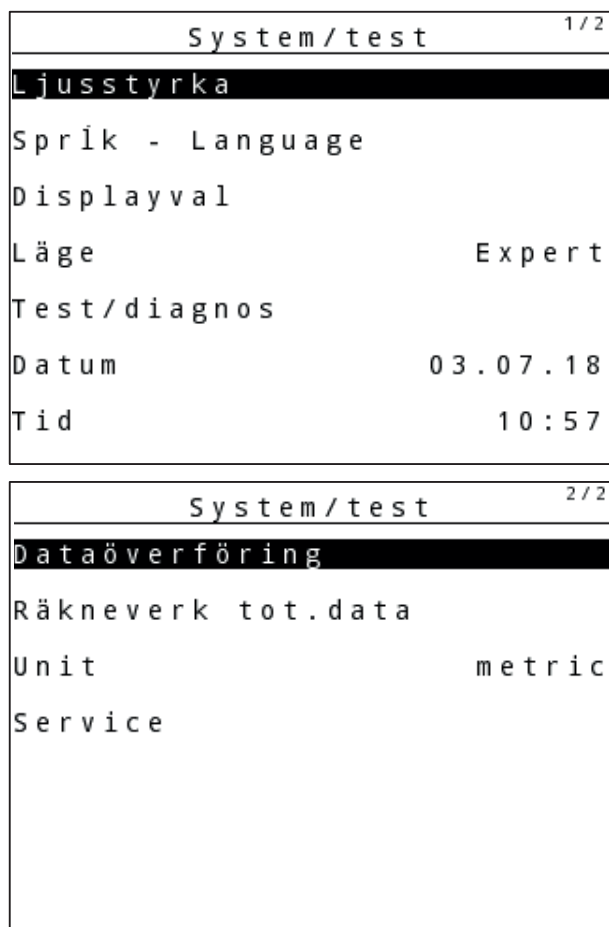 System/test 1/2
Ljusstyrka
Sprİk - Language
Displayval
Läge Expert
Test/diagnos
Datum 03.07.18
Tid 10:57
System/test 2/2
Dataöverföring
Räkneverk tot.data
Unit metric
Service